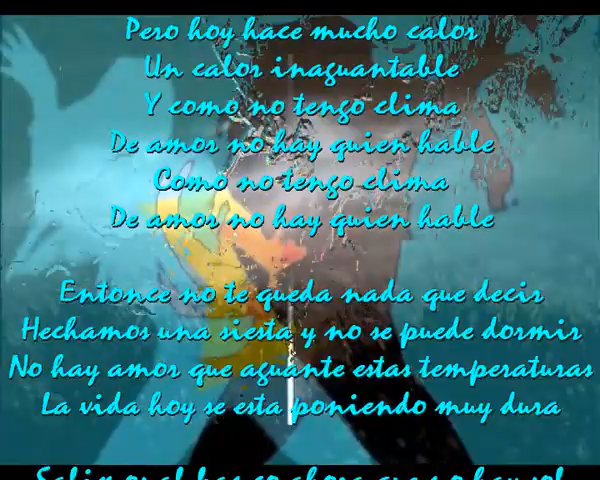 Pero hoy hace mucho calor
Un calor inaguantable
Y como no tengo clima
De amor no hay quien hable
Como no tengo clima
De amor no hay quien hable
Entonce no te queda nada que decir
Hechamos una siesta y no se puede dormir
No hay amor que aguante estas temperaturas
La vida hoy se esta poniendo muy dura